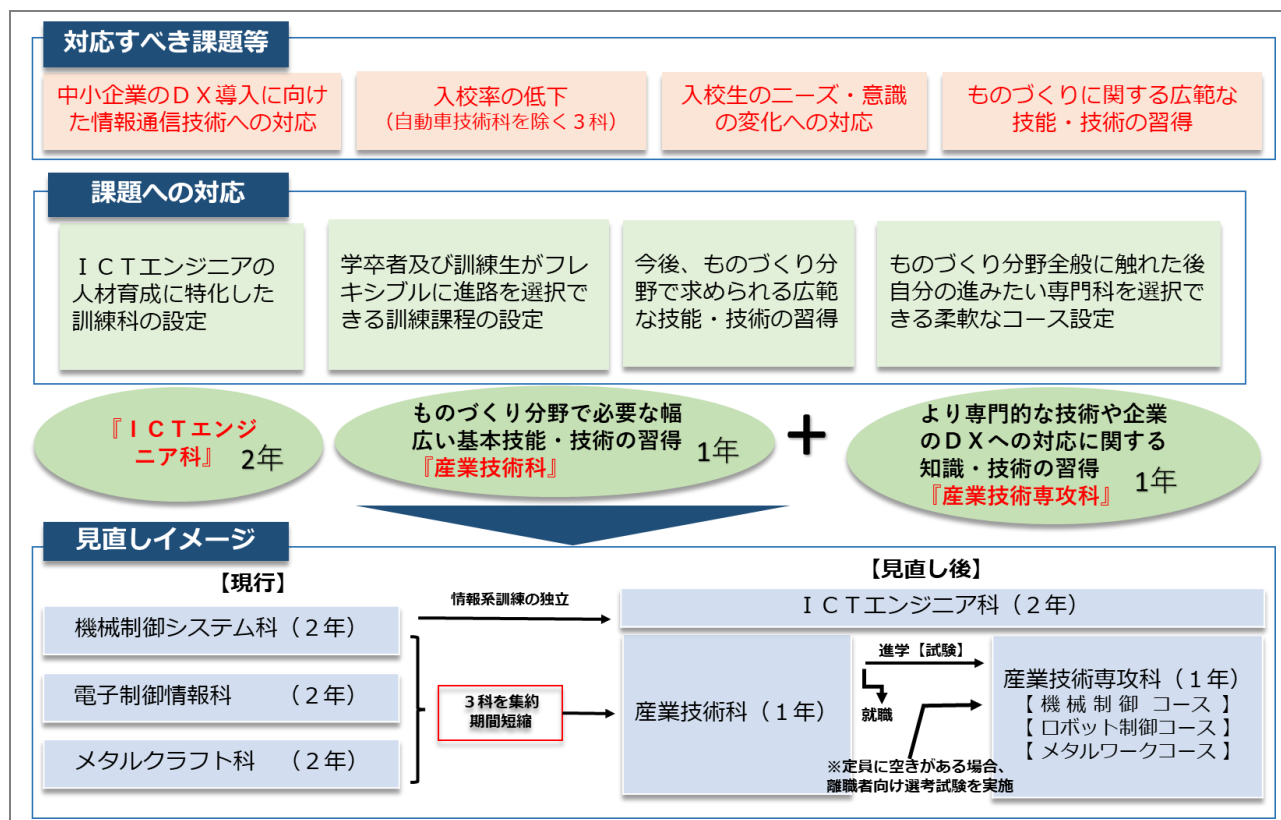 対応すべき課題等
中小企業のＤＸ導入に向け
た情報通信技術への対応
入校率の低下
（自動車技術科を除く３科）
入校生のニーズ・意識
の変化への対応
ものづくりに関する広範な
技能・技術の習得
課題への対応
ＩＣＴエンジニアの
人材育成に特化した
訓練科の設定
学卒者及び訓練生がフレ
キシブルに進路を選択で
きる訓練課程の設定
今後、ものづくり分
野で求められる広範
な技能・技術の習得
ものづくり分野全般に触れた後
自分の進みたい専門科を選択で
きる柔軟なコース設定
『ＩＣＴエンジ
ニア科』 2年
ものづくり分野で必要な幅
広い基本技能・技術の習得
『産業技術科』 1年
＋
より専門的な技術や企業
のＤＸへの対応に関する
知識・技術の習得
『産業技術専攻科』 1年
見直しイメージ
【現行】
機械制御システム科（２年）
電子制御情報科 （２年）
メタルクラフト科 （２年）
情報系訓練の独立
３科を集約
期間短縮
【見直し後】
ＩＣＴエンジニア科（２年）
産業技術科（１年）
進学【試験】
就職
※定員に空きがある場合、
離職者向け選考試験を実施
産業技術専攻科（１年）
【 機 械 制 御 コース 】
【 ロボット制御コース 】
【 メタルワークコース 】